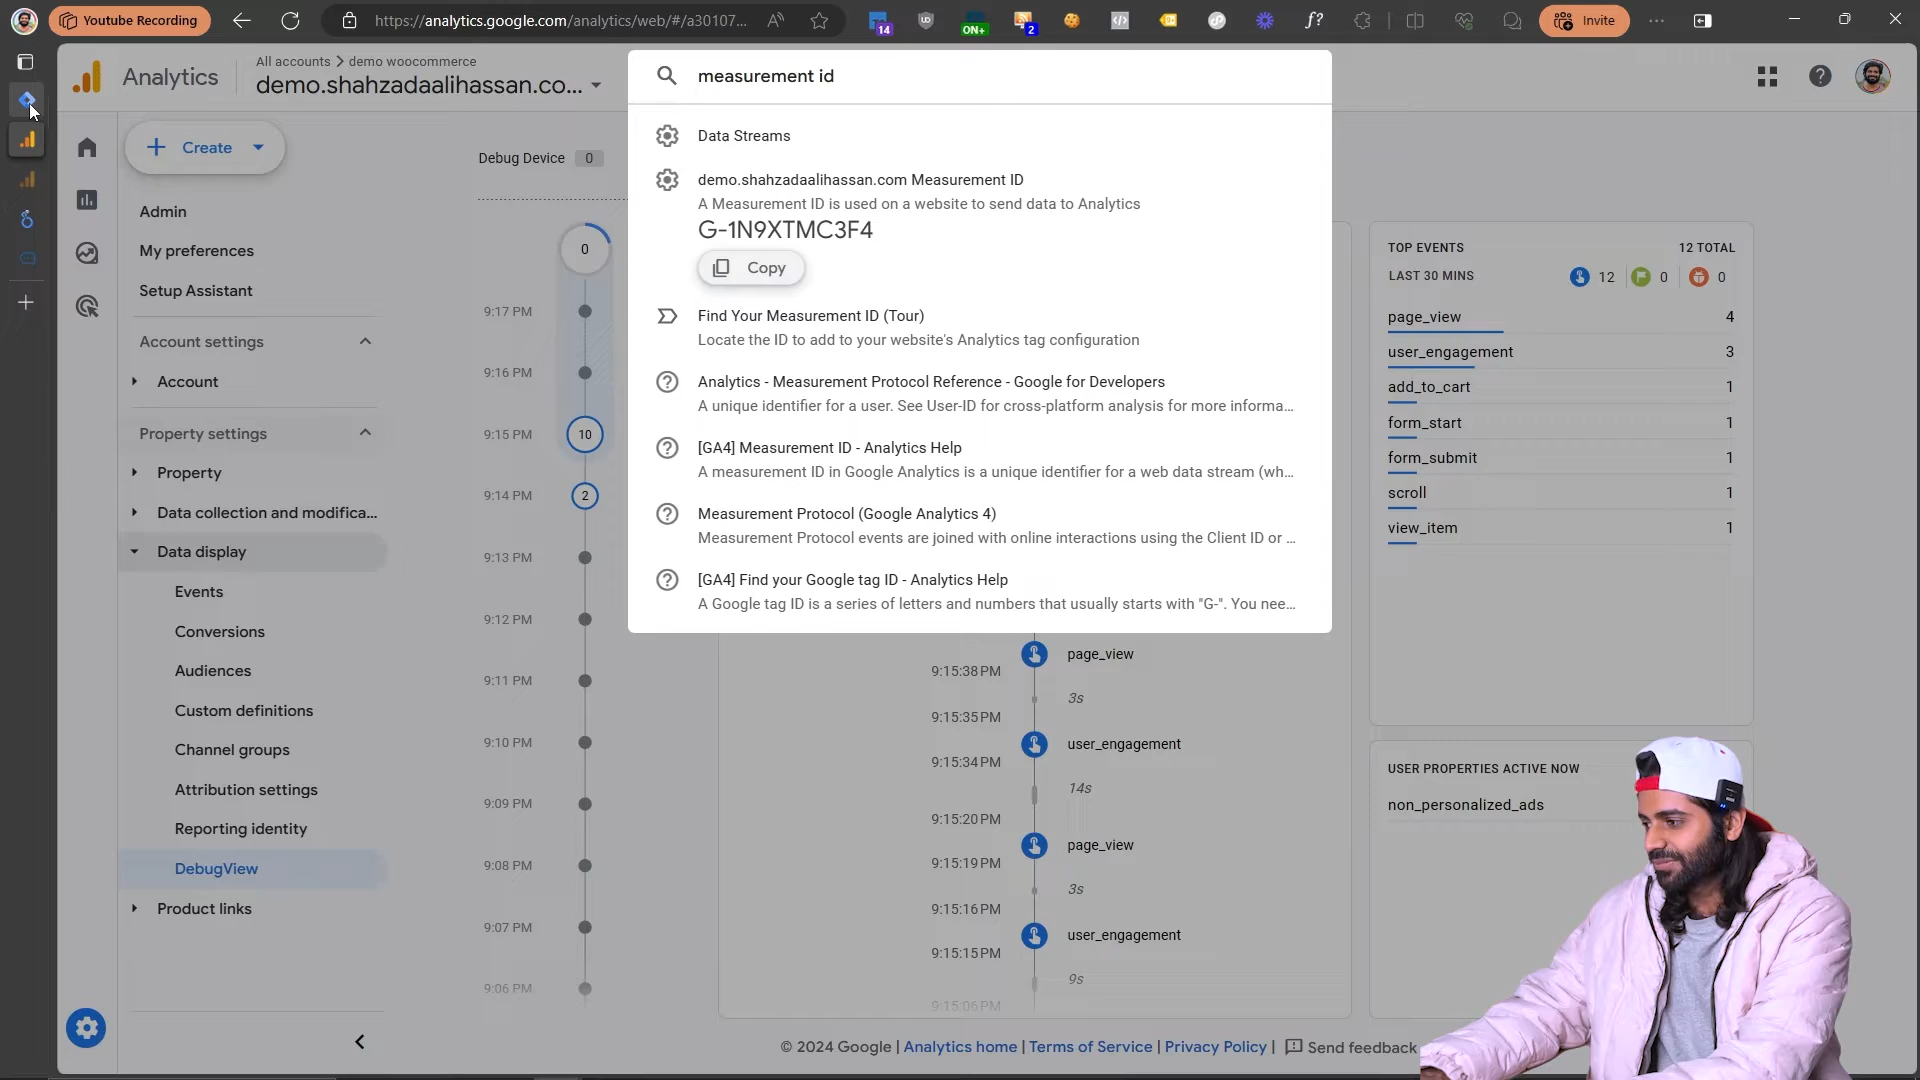 Youtube Recording
https://analytics.google.com/analytics/web/#/a30107...
14
ON+
2
Invite
Analytics
All accounts > demo woocommerce
demo.shahzadaalihassan.co...
measurement id
Create
Admin
My preferences
Setup Assistant
Account settings
Account
Property settings
Property
Data collection and modifica...
Data display
Events
Conversions
Audiences
Custom definitions
Channel groups
Attribution settings
Reporting identity
DebugView
Product links
Debug Device 0
0
9:17 PM
9:16 PM
9:15 PM 10
9:14 PM 2
9:13 PM
9:12 PM
9:11 PM
9:10 PM
9:09 PM
9:08 PM
9:07 PM
9:06 PM
Data Streams
demo.shahzadaalihassan.com Measurement ID
A Measurement ID is used on a website to send data to Analytics
G-1N9XTMC3F4
Copy
Find Your Measurement ID (Tour)
Locate the ID to add to your website's Analytics tag configuration
Analytics - Measurement Protocol Reference - Google for Developers
A unique identifier for a user. See User-ID for cross-platform analysis for more informa...
[GA4] Measurement ID - Analytics Help
A measurement ID in Google Analytics is a unique identifier for a web data stream (wh...
Measurement Protocol (Google Analytics 4)
Measurement Protocol events are joined with online interactions using the Client ID or ...
[GA4] Find your Google tag ID - Analytics Help
A Google tag ID is a series of letters and numbers that usually starts with "G-". You nee...
page_view
9:15:38 PM
3s
9:15:35 PM
user_engagement
9:15:34 PM
14s
9:15:20 PM
page_view
9:15:19 PM
3s
9:15:16 PM
user_engagement
9:15:15 PM
9s
9:15:06 PM
TOP EVENTS 12 TOTAL
LAST 30 MINS 12 0 0
page_view 4
user_engagement 3
add_to_cart 1
form_start 1
form_submit 1
scroll 1
view_item 1
USER PROPERTIES ACTIVE NOW
non_personalized_ads
© 2024 Google | Analytics home | Terms of Service | Privacy Policy | Send feedback